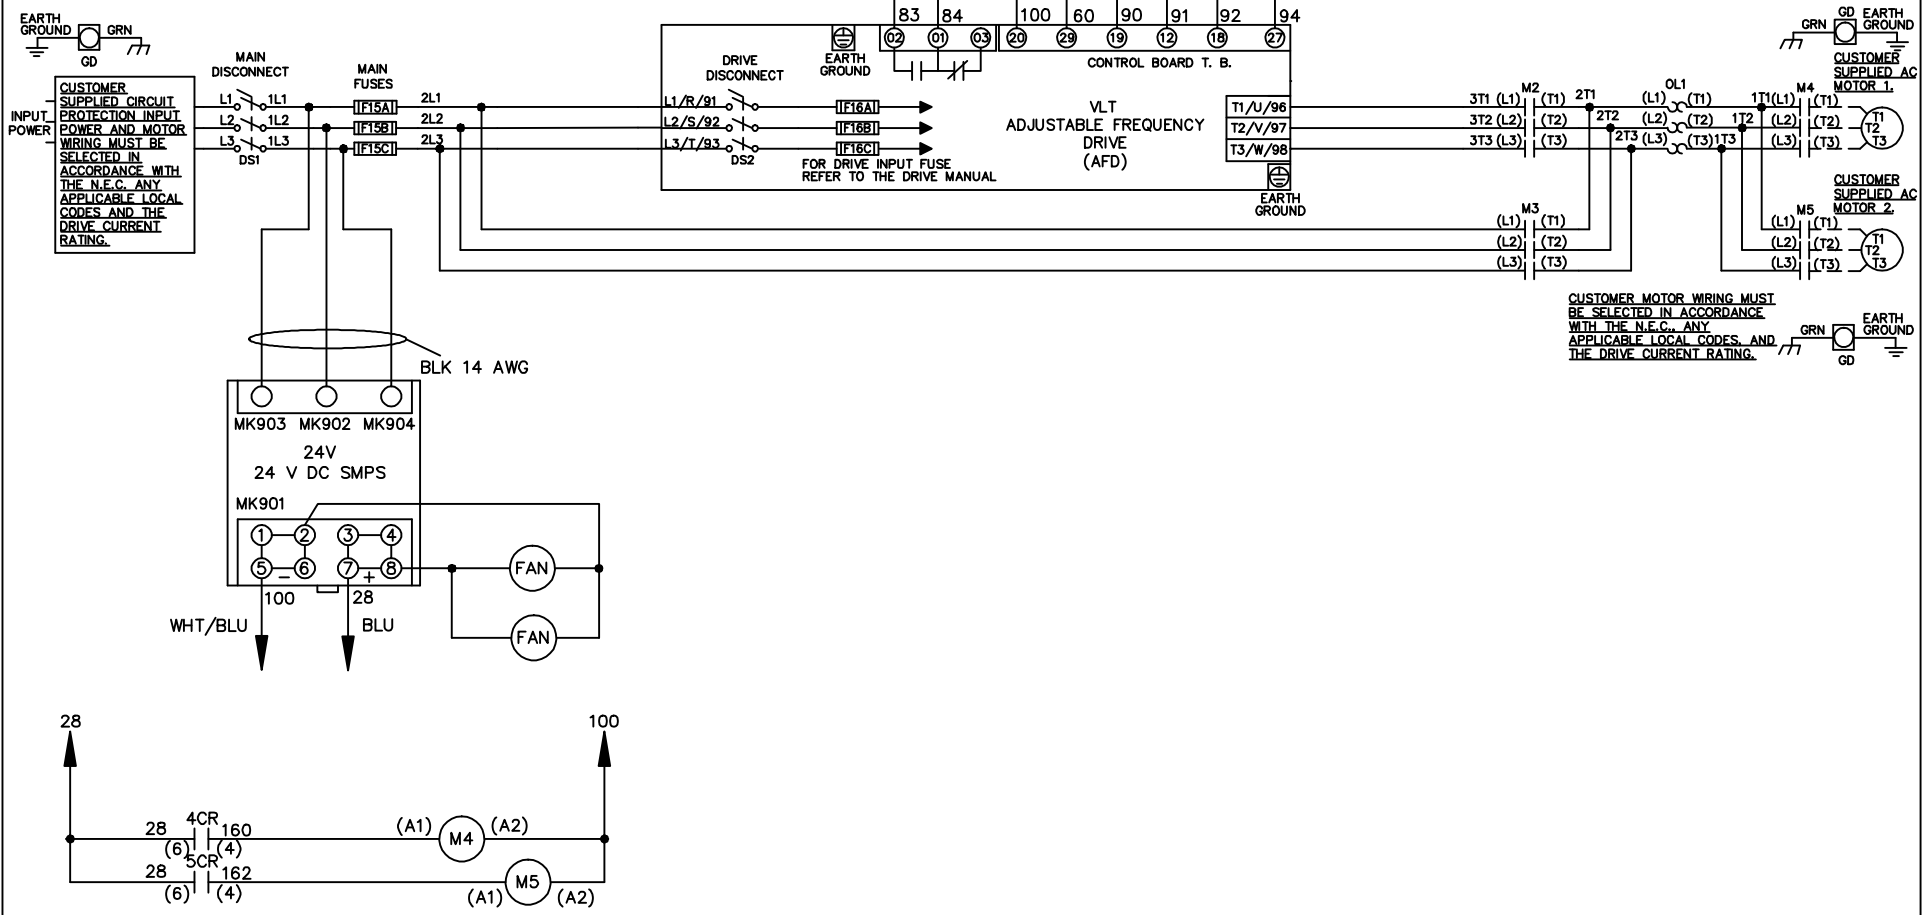 83 84 100 60 90 91 92 94
02 01 03 20 29 19 12 18 27
EARTH
GROUND
GRN
GD
INPUT
POWER
CUSTOMER
SUPPLIED CIRCUIT
PROTECTION INPUT
POWER AND MOTOR
WIRING MUST BE
SELECTED IN
ACCORDANCE WITH
THE N.E.C. ANY
APPLICABLE LOCAL
CODES AND THE
DRIVE CURRENT
RATING.
MAIN
DISCONNECT
L1 1L1
L2 1L2
L3 1L3
DS1
MAIN
FUSES
F15A
F15B
F15C
2L1
2L2
2L3
L1/R/91
L2/S/92
L3/T/93
DRIVE
DISCONNECT
DS2
EARTH
GROUND
F16A
F16B
F16C
FOR DRIVE INPUT FUSE
REFER TO THE DRIVE MANUAL
CONTROL BOARD T. B.
VLT
ADJUSTABLE FREQUENCY
DRIVE
(AFD)
T1/U/96
T2/V/97
T3/W/98
EARTH
GROUND
M2
3T1 (L1) (T1) 2T1
3T2 (L2) (T2) 2T2
3T3 (L3) (T3) 2T3
M3
(L1) (T1)
(L2) (T2)
(L3) (T3)
OL1
(L1) (T1) 1T1
(L2) (T2) 1T2
(L3) (T3) 1T3
M4
(L1) (T1)
(L2) (T2)
(L3) (T3)
T1
T2
T3
GRN
GD
EARTH
GROUND
CUSTOMER
SUPPLIED AC
MOTOR 1.
CUSTOMER
SUPPLIED AC
MOTOR 2.
M5
(L1) (T1)
(L2) (T2)
(L3) (T3)
T1
T2
T3
CUSTOMER MOTOR WIRING MUST
BE SELECTED IN ACCORDANCE
WITH THE N.E.C., ANY
APPLICABLE LOCAL CODES, AND
THE DRIVE CURRENT RATING.
GRN
GD
EARTH
GROUND
BLK 14 AWG
MK903 MK902 MK904
24V
24 V DC SMPS
MK901
1 2 3 4
5 6 7 8
- +
100 28
WHT/BLU BLU
FAN
FAN
28 100
4CR
28 160
(6) (4)
(A1) M4 (A2)
5CR
28 162
(6) (4)
(A1) M5 (A2)